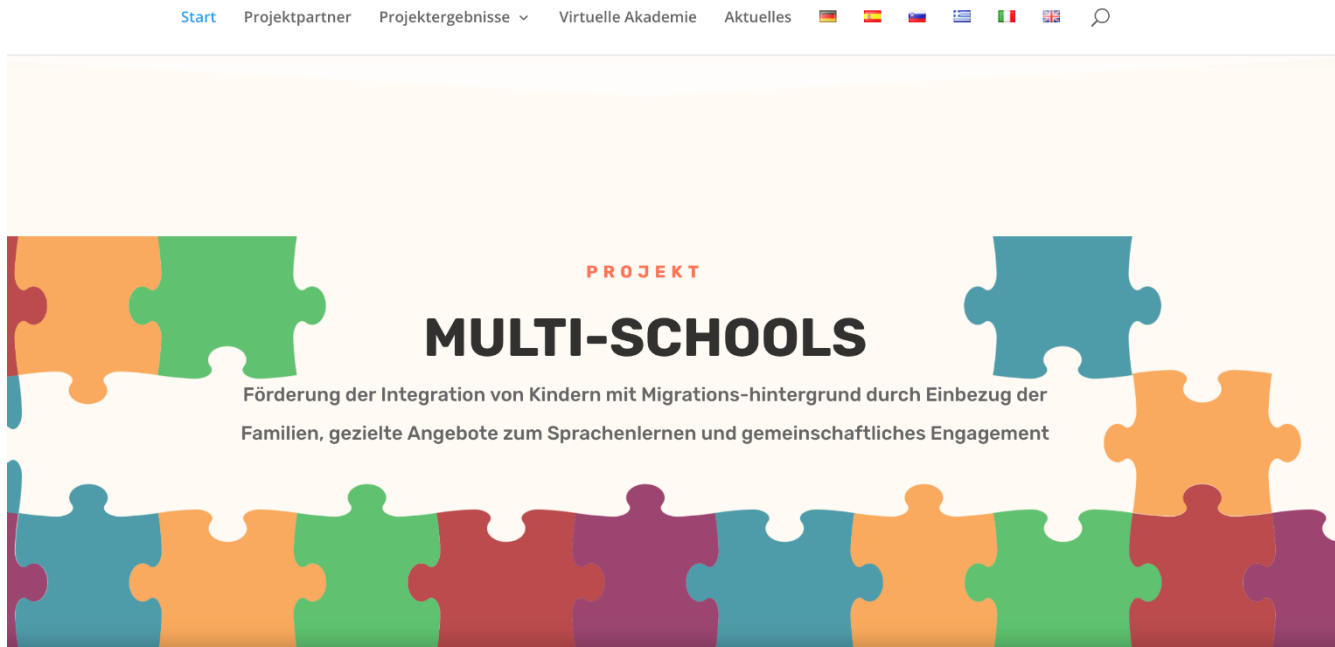 Start Projektpartner Projektergebnisse Virtuelle Akademie Aktuelles
PROJEKT
MULTI-SCHOOLS
Förderung der Integration von Kindern mit Migrations-hintergrund durch Einbezug der
Familien, gezielte Angebote zum Sprachenlernen und gemeinschaftliches Engagement